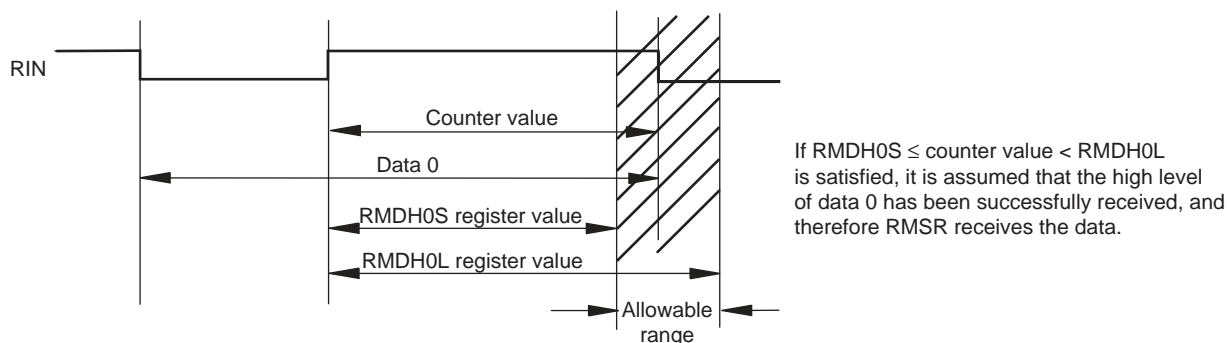 RIN
Counter value
Data 0
RMDH0S register value
RMDH0L register value
Allowable
range
If RMDH0S ≤ counter value < RMDH0L
is satisfied, it is assumed that the high level
of data 0 has been successfully received, and
therefore RMSR receives the data.